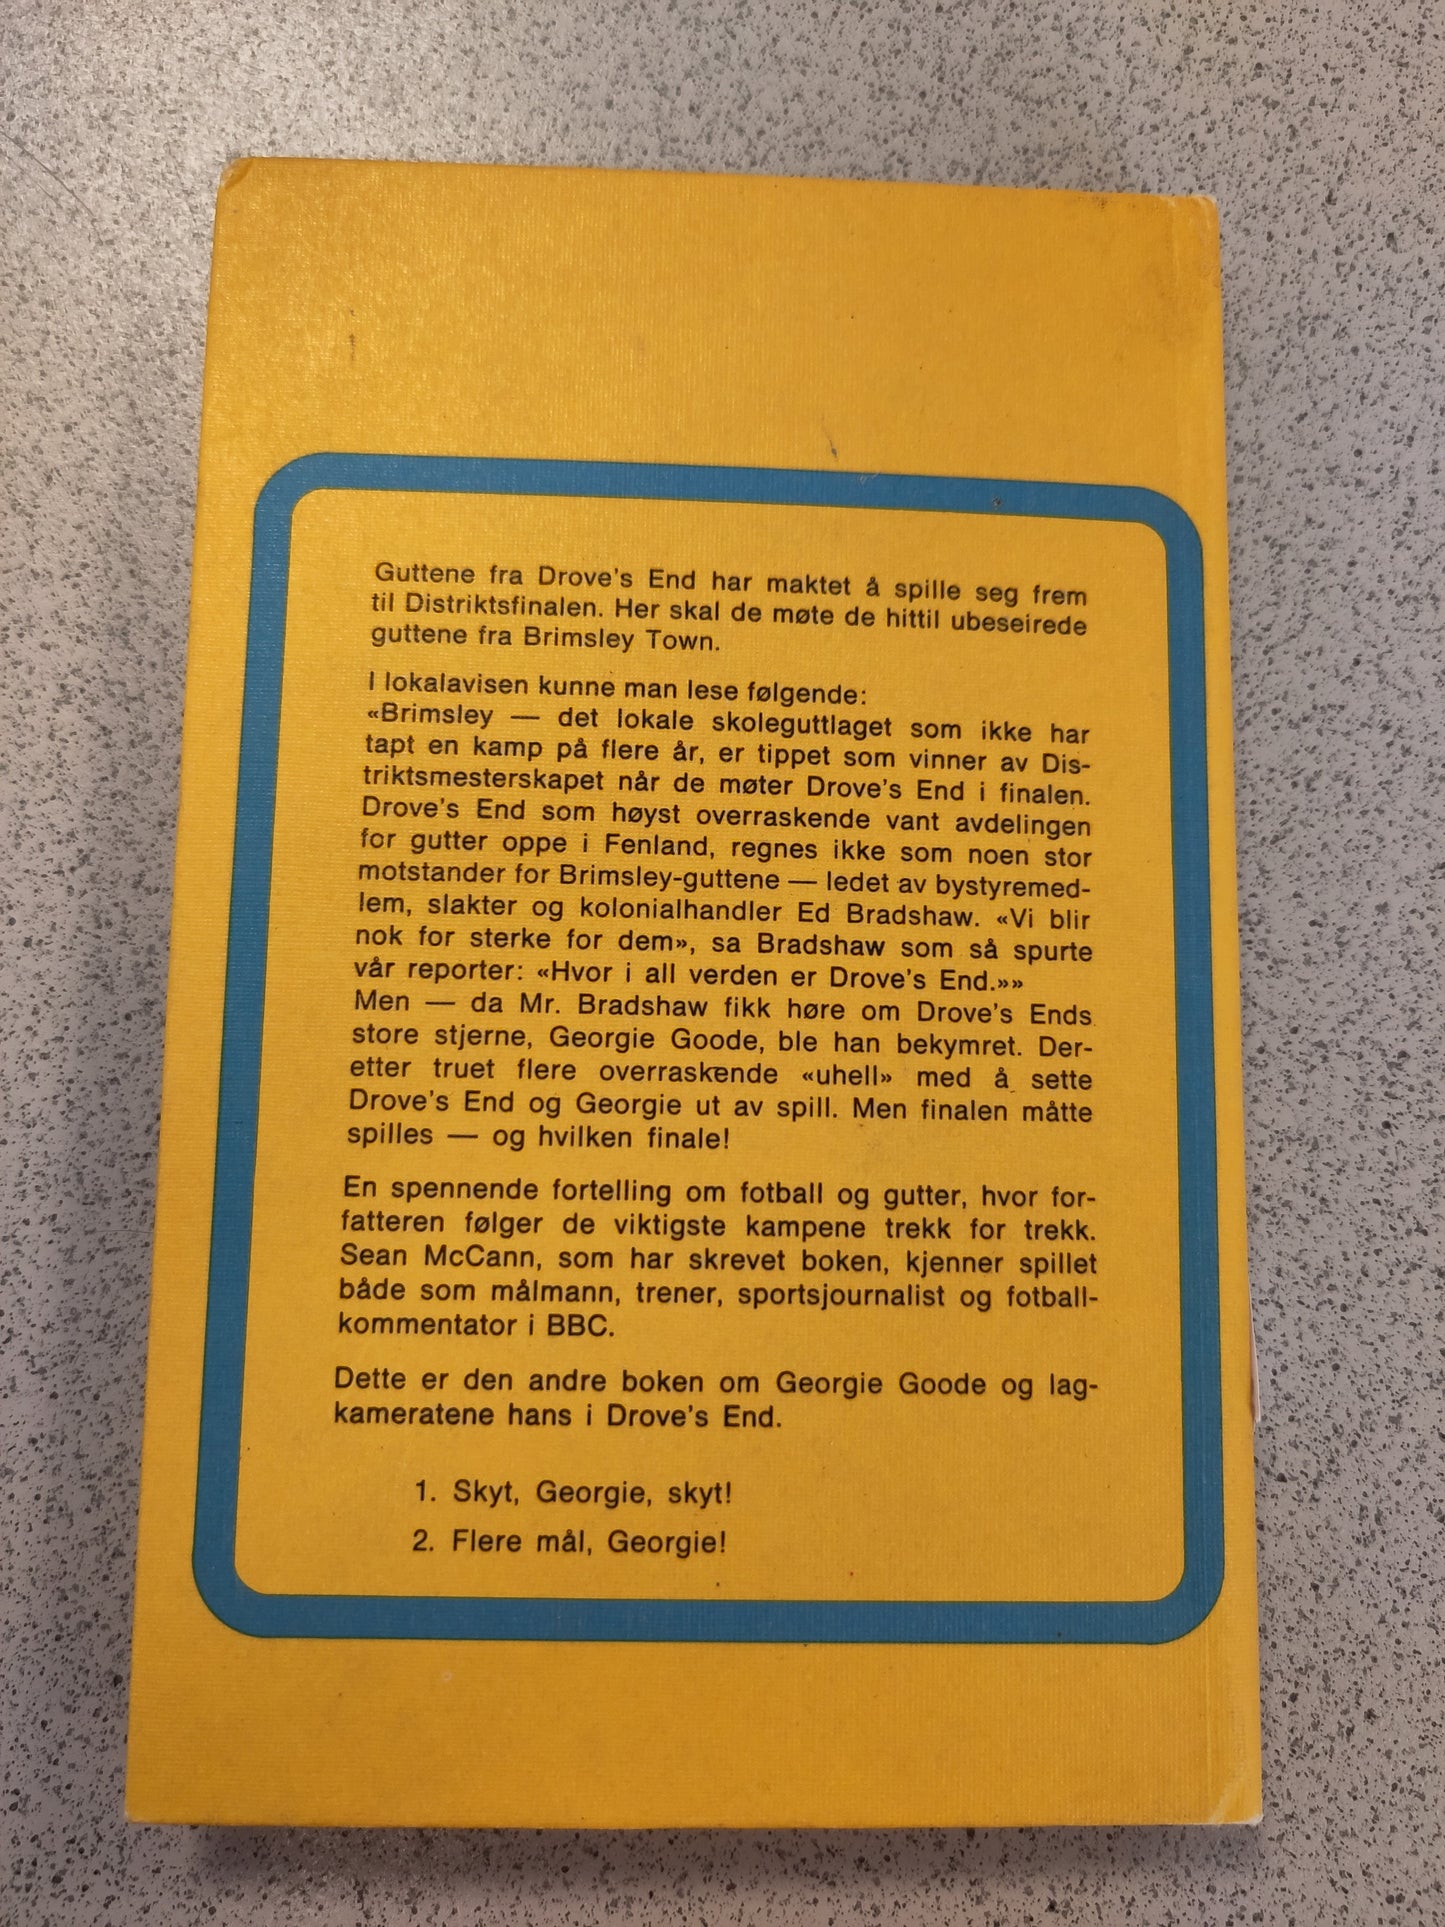 Guttene fra Drove's End har maktet å spille seg frem
til Distriktsfinalen. Her skal de møte de hittil ubeseirede
guttene fra Brimsley Town.
I lokalavisen kunne man lese følgende:
«Brimsley — det lokale skoleguttlaget som ikke har
tapt en kamp på flere år, er tippet som vinner av Dis-
triktsmesterskapet når de møter Drove's End i finalen.
Drove's End som høyst overraskende vant avdelingen
for gutter oppe i Fenland, regnes ikke som noen stor
motstander for Brimsley-guttene — ledet av bystyremed-
lem, slakter og kolonialhandler Ed Bradshaw. «Vi blir
nok for sterke for dem», sa Bradshaw som så spurte
vår reporter: «Hvor i all verden er Drove's End.»»
Men — da Mr. Bradshaw fikk høre om Drove's Ends
store stjerne, Georgie Goode, ble han bekymret. Der-
etter truet flere overraskende «uhell» med å sette
Drove's End og Georgie ut av spill. Men finalen måtte
spilles — og hvilken finale!
En spennende fortelling om fotball og gutter, hvor for-
fatteren følger de viktigste kampene trekk for trekk.
Sean McCann, som har skrevet boken, kjenner spillet
både som målmann, trener, sportsjournalist og fotball-
kommentator i BBC.
Dette er den andre boken om Georgie Goode og lag-
kameratene hans i Drove's End.
1. Skyt, Georgie, skyt!
2. Flere mål, Georgie!